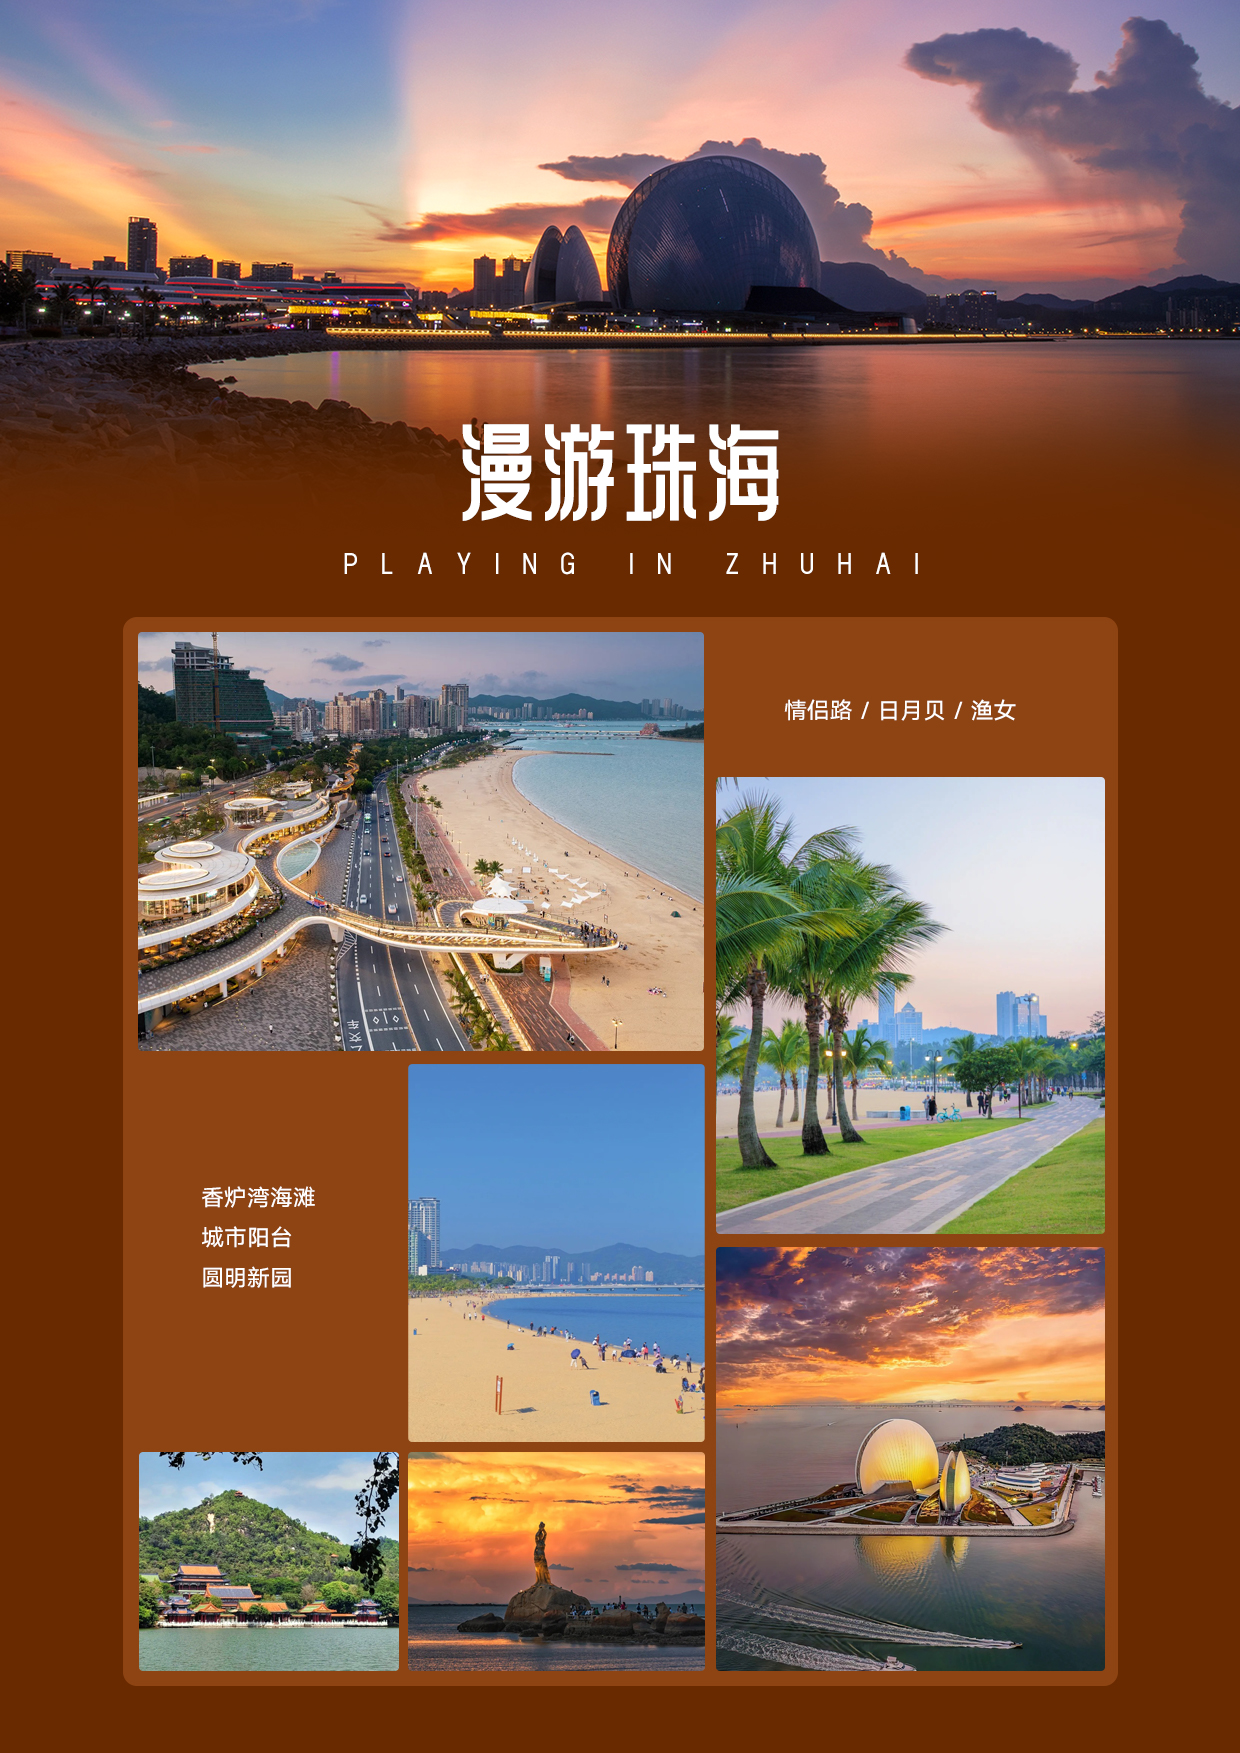 漫游珠海
PLAYING IN ZHUHAI
情侣路 / 日月贝 / 渔女
香炉湾海滩
城市阳台
圆明新园